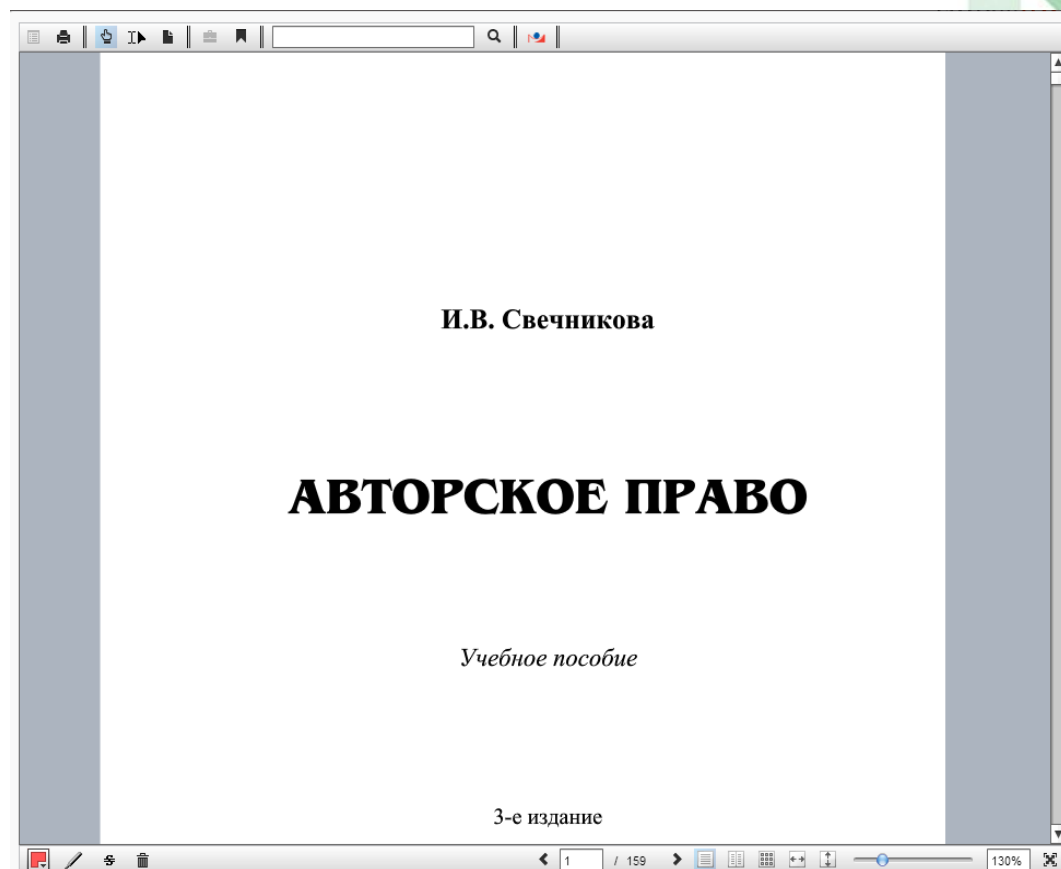 И.В. Свечникова
АВТОРСКОЕ ПРАВО
Учебное пособие
3-е издание
1 / 159
130%